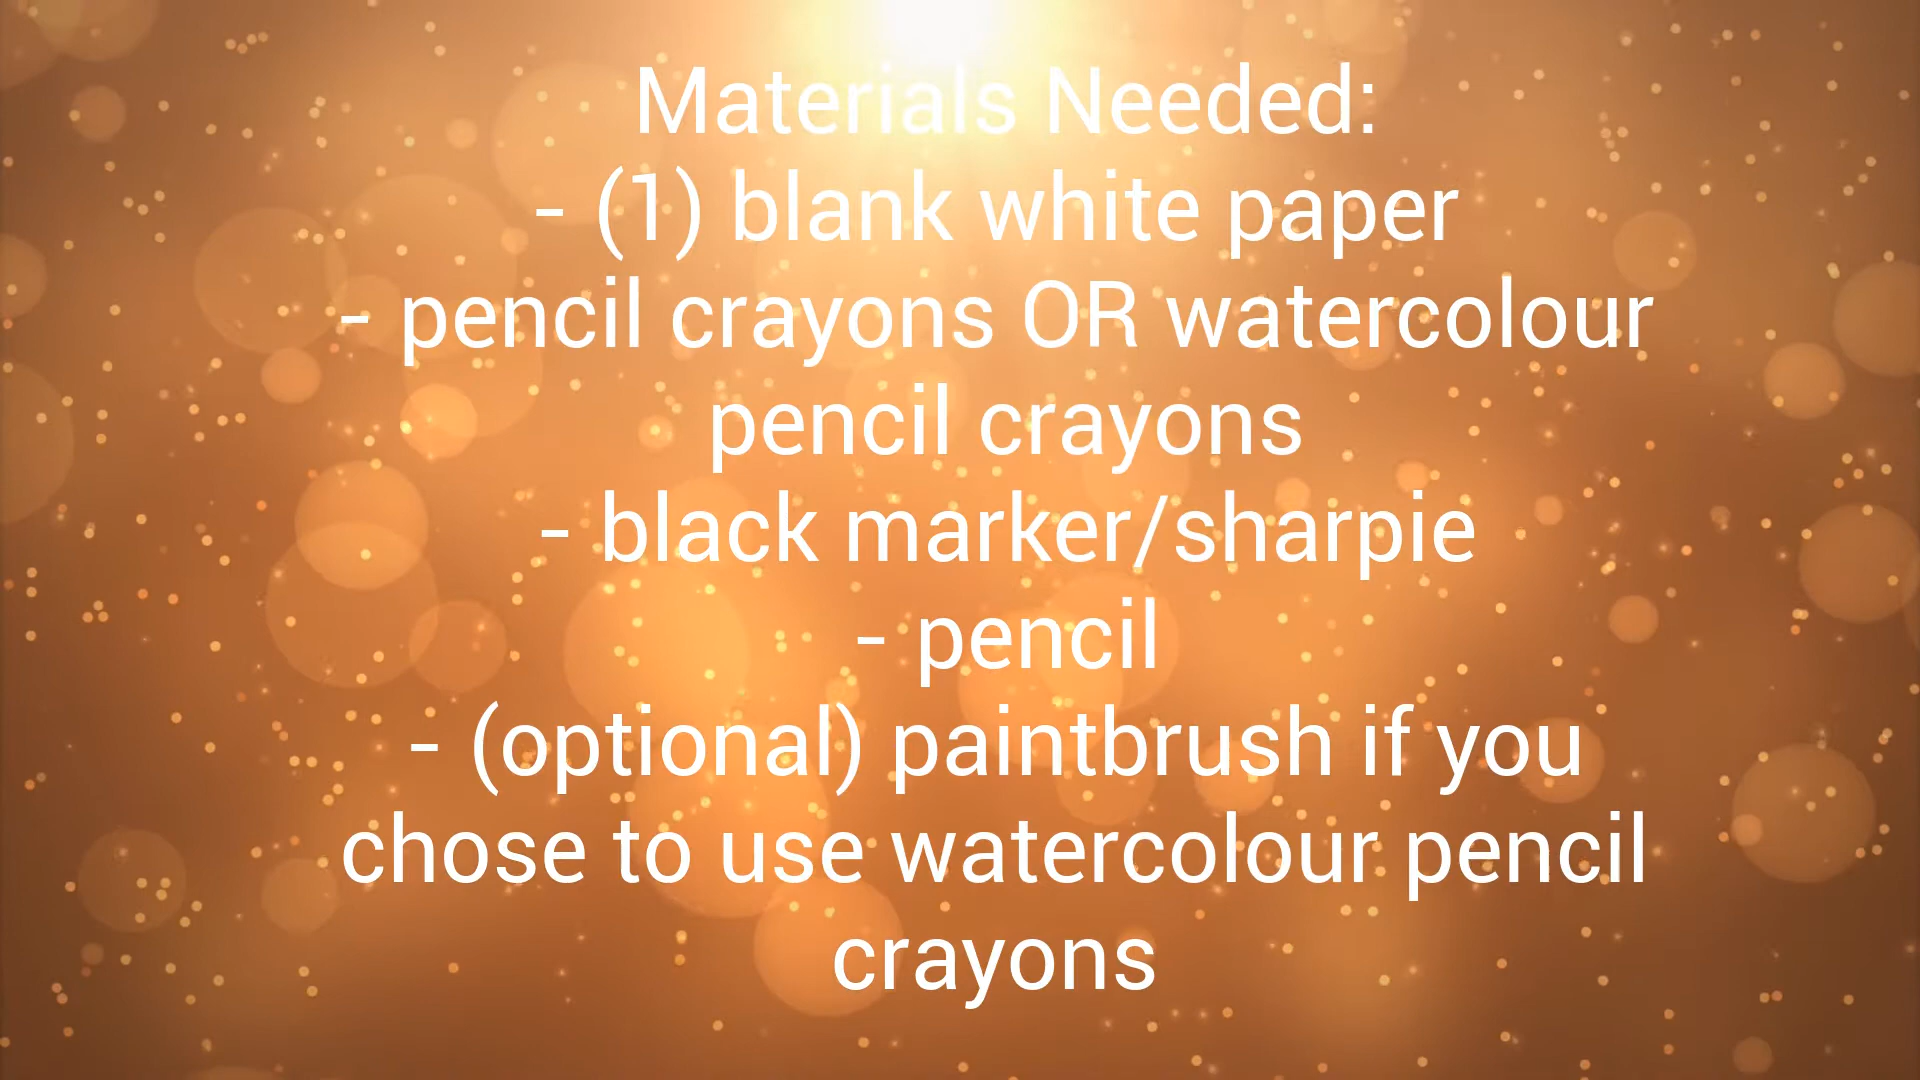 Materials Needed:
- (1) blank white paper
- pencil crayons OR watercolour
pencil crayons
- black marker/sharpie
- pencil
- (optional) paintbrush if you
chose to use watercolour pencil
crayons